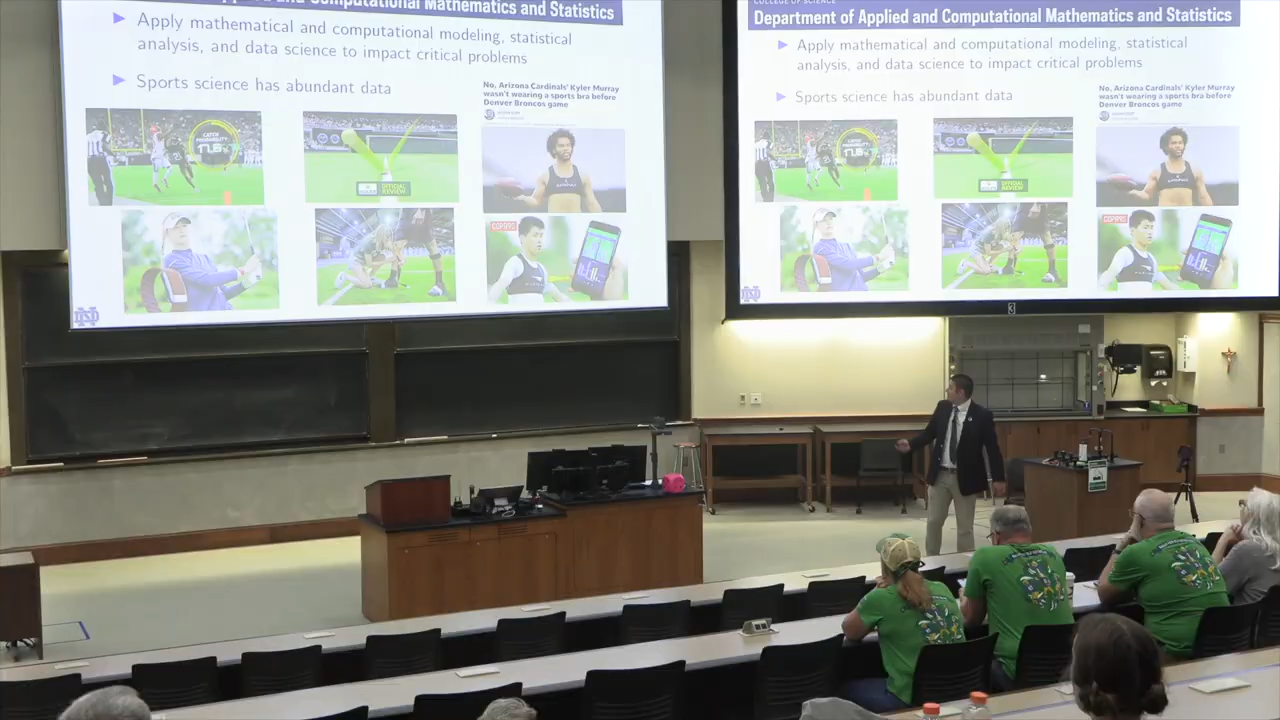 Applied and Computational Mathematics and Statistics
Apply mathematical and computational modeling, statistical
analysis, and data science to impact critical problems
Sports science has abundant data
No, Arizona Cardinals' Kyler Murray
wasn't wearing a sports bra before
Denver Broncos game
CATCH
PROBABILITY
OFFICIAL
REVIEW
COLLEGE OF SCIENCE
Department of Applied and Computational Mathematics and Statistics
Apply mathematical and computational modeling, statistical
analysis, and data science to impact critical problems
Sports science has abundant data
No, Arizona Cardinals' Kyler Murray
wasn't wearing a sports bra before
Denver Broncos game
PROBABILITY
OFFICIAL
REVIEW
3